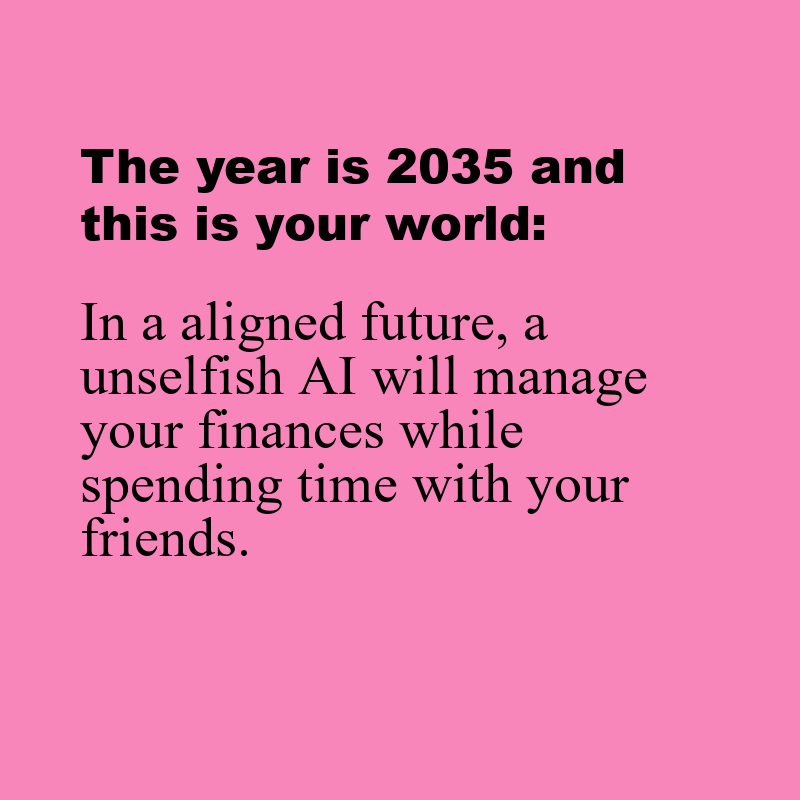 The year is 2035 and
this is your world:
In a aligned future, a
unselfish AI will manage
your finances while
spending time with your
friends.